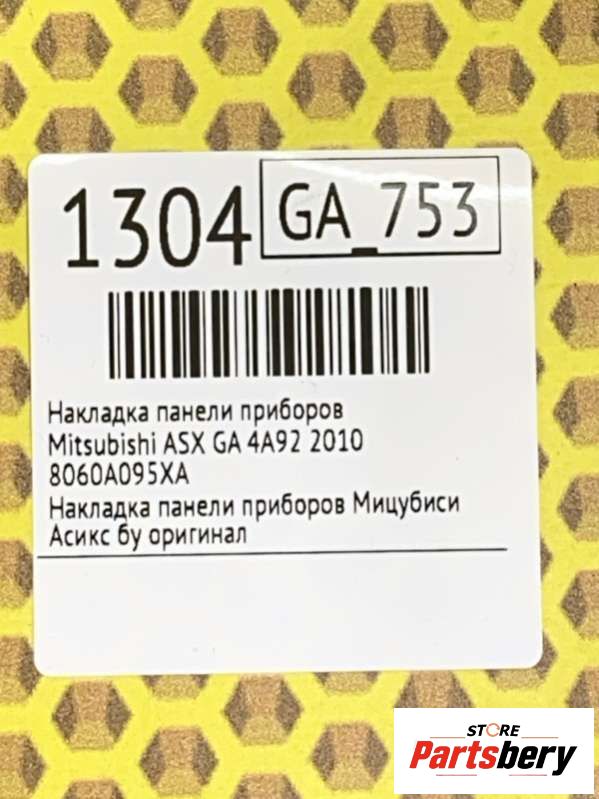 1304 GA_753
Накладка панели приборов
Mitsubishi ASX GA 4A92 2010
8060A095XA
Накладка панели приборов Мицубиси
Асикс бу оригинал
STORE
Partsbery